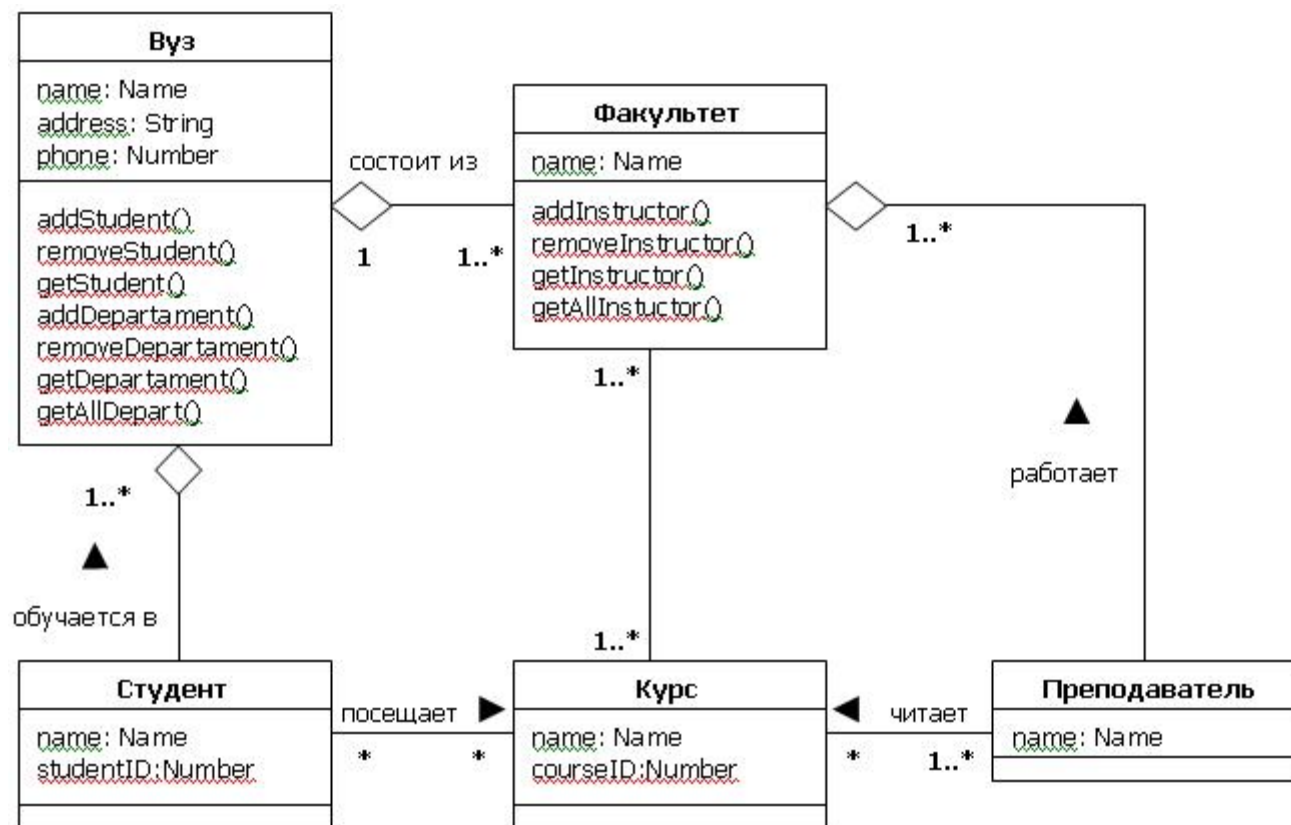 Вуз
name: Name
address: String
phone: Number
addStudent()
removeStudent()
getStudent()
addDepartament()
removeDepartament()
getDepartament()
getAllDepart()
состоит из
1
1..*
Факультет
name: Name
addInstructor()
removeInstructor()
getInstructor()
getAllInstuctor()
1..*
1..*
работает
1..*
обучается в
1..*
Студент
name: Name
studentID:Number
посещает
*
*
Курс
name: Name
courseID:Number
читает
*
1..*
Преподаватель
name: Name